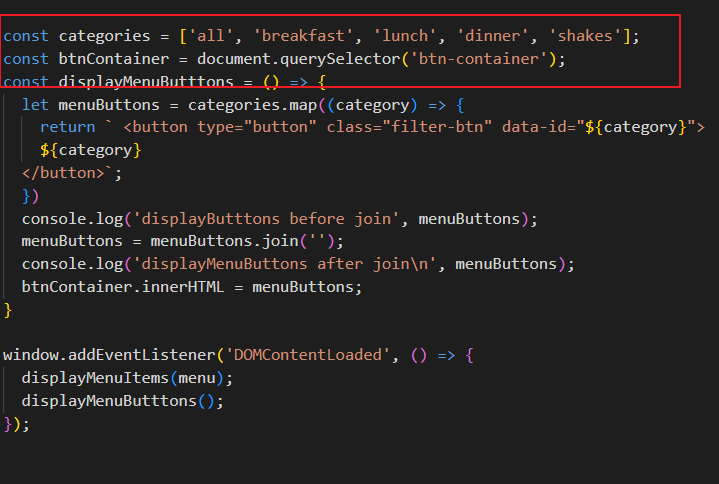 const categories = ['all', 'breakfast', 'lunch', 'dinner', 'shakes'];
const btnContainer = document.querySelector('btn-container');
const displayMenuButttons = () => {
let menuButtons = categories.map((category) => {
return ` <button type="button" class="filter-btn" data-id="${category}">
${category}
</button>`;
})
console.log('displayButttons before join', menuButtons);
menuButtons = menuButtons.join('');
console.log('displayMenuButtons after join\n', menuButtons);
btnContainer.innerHTML = menuButtons;
}
window.addEventListener('DOMContentLoaded', () => {
displayMenuItems(menu);
displayMenuButttons();
});